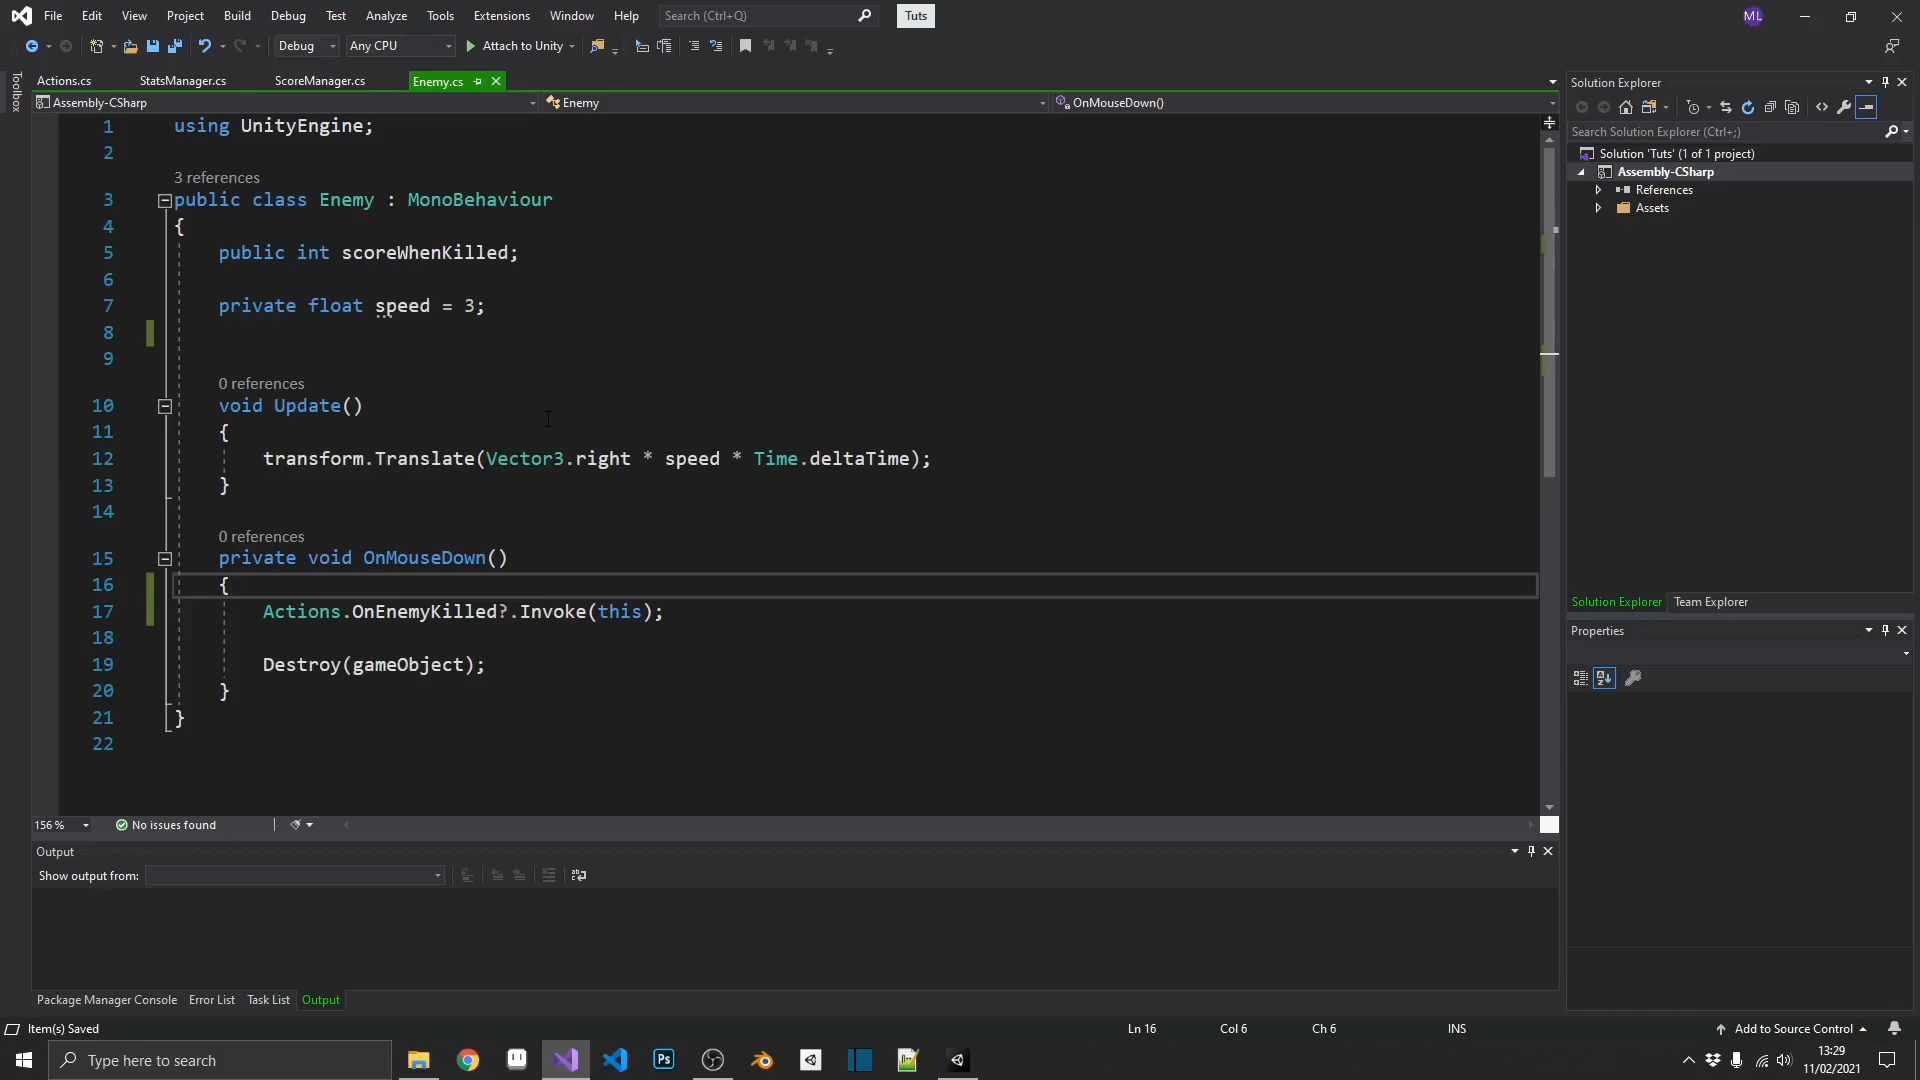 File Edit View Project Build Debug Test Analyze Tools Extensions Window Help Search (Ctrl+Q) Tuts ML
Debug Any CPU Attach to Unity
Toolbox
Actions.cs StatsManager.cs ScoreManager.cs Enemy.cs
Assembly-CSharp Enemy OnMouseDown()
1 using UnityEngine;
2
3 references
3 public class Enemy : MonoBehaviour
4 {
5 public int scoreWhenKilled;
6
7 private float speed = 3;
8
9
0 references
10 void Update()
11 {
12 transform.Translate(Vector3.right * speed * Time.deltaTime);
13 }
14
0 references
15 private void OnMouseDown()
16 {
17 Actions.OnEnemyKilled?.Invoke(this);
18
19 Destroy(gameObject);
20 }
21 }
22
156 % No issues found
Output
Show output from:
Package Manager Console Error List Task List Output
Solution Explorer
Search Solution Explorer (Ctrl+;)
Solution 'Tuts' (1 of 1 project)
Assembly-CSharp
References
Assets
Solution Explorer Team Explorer
Properties
Item(s) Saved Ln 16 Col 6 Ch 6 INS Add to Source Control
Type here to search Ps 13:29
11/02/2021